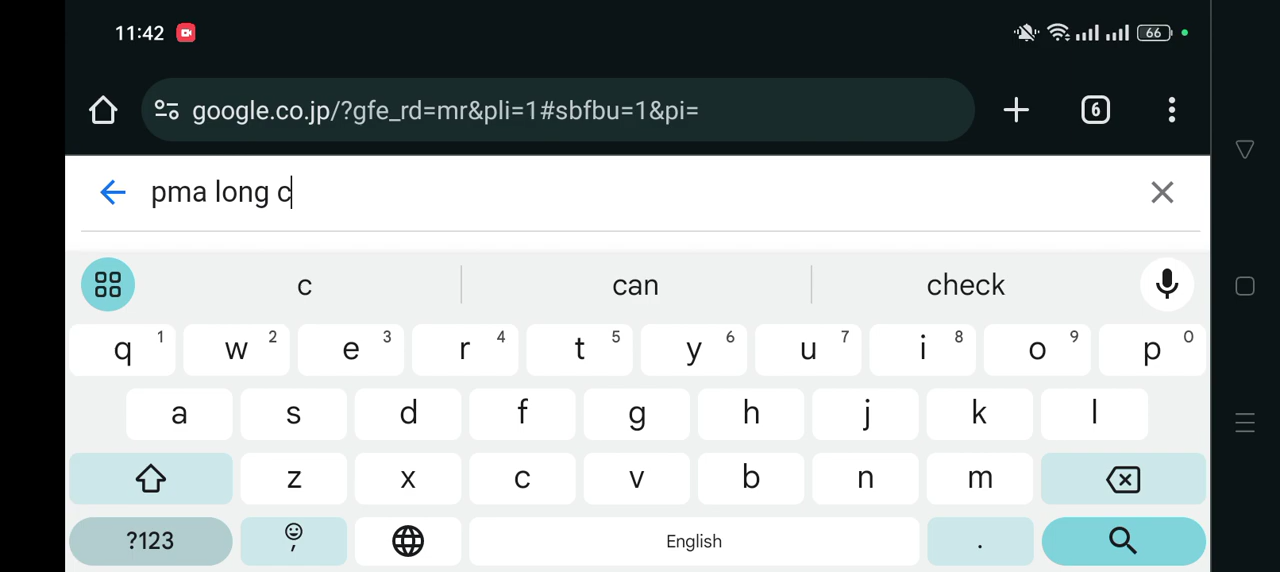 11:42 66
google.co.jp/?gfe_rd=mr&pli=1#sbfbu=1&pi= 6
pma long c
c can check
q 1 w 2 e 3 r 4 t 5 y 6 u 7 i 8 o 9 p 0
a s d f g h j k l
z x c v b n m
?123 , English .